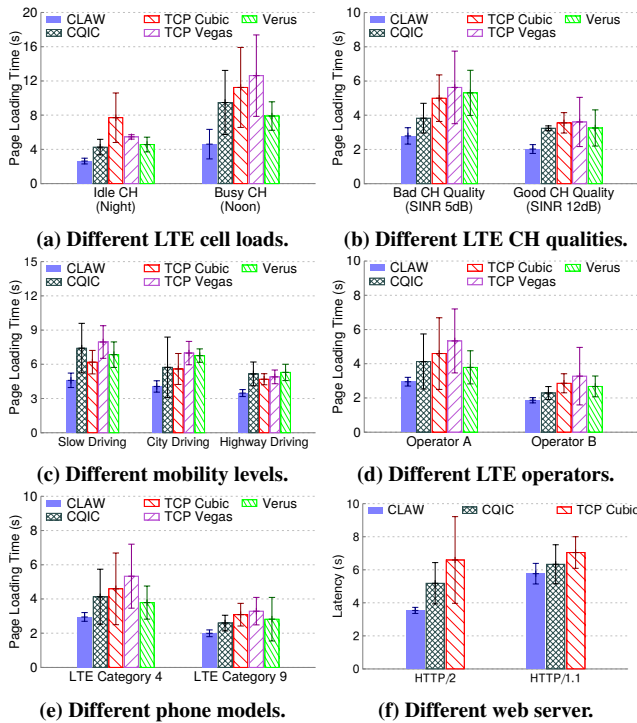 CLAW TCP Cubic Verus
CQIC TCP Vegas
Page Loading Time (s)
20
16
12
8
4
0
Idle CH Busy CH
(Night) (Noon)
(a) Different LTE cell loads.
CLAW TCP Cubic Verus
CQIC TCP Vegas
Page Loading Time (s)
10
8
6
4
2
0
Bad CH Quality Good CH Quality
(SINR 5dB) (SINR 12dB)
(b) Different LTE CH qualities.
CLAW TCP Cubic Verus
CQIC TCP Vegas
Page Loading Time (s)
15
12
9
6
3
0
Slow Driving City Driving Highway Driving
(c) Different mobility levels.
CLAW TCP Cubic Verus
CQIC TCP Vegas
Page Loading Time (s)
10
8
6
4
2
0
Operator A Operator B
(d) Different LTE operators.
CLAW TCP Cubic Verus
CQIC TCP Vegas
Page Loading Time (s)
10
8
6
4
2
0
LTE Category 4 LTE Category 9
(e) Different phone models.
CLAW CQIC TCP Cubic
Latency (s)
10
8
6
4
2
0
HTTP/2 HTTP/1.1
(f) Different web server.